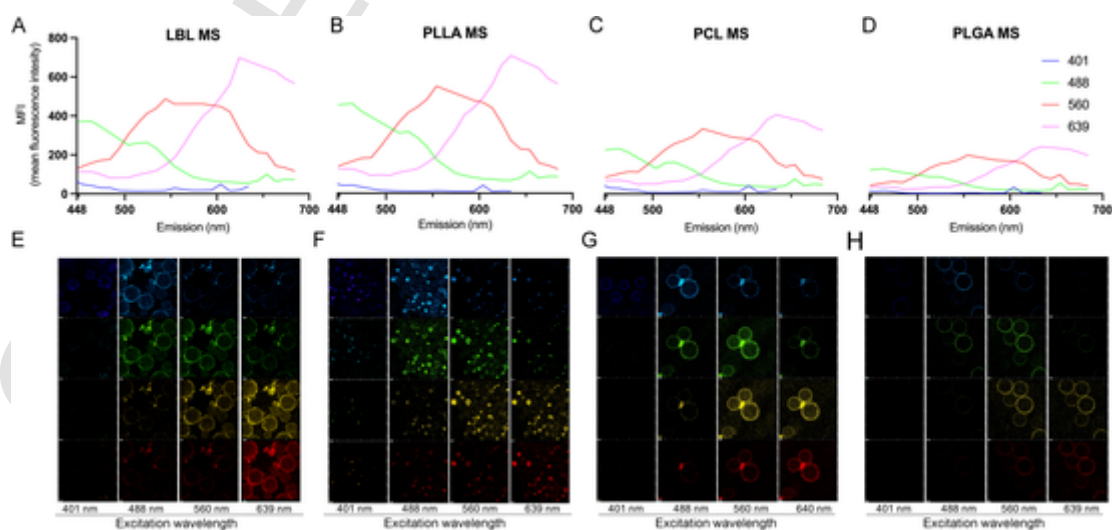 A B C D
LBL MS PLLA MS PCL MS PLGA MS
800
600
400
200
0
MFI
(mean fluorescence intesity)
401
488
560
639
448 500 600 700 448 500 600 700 448 500 600 700 448 500 600 700
Emission (nm) Emission (nm) Emission (nm) Emission (nm)
E F G H
401 nm 488 nm 560 nm 639 nm 401 nm 488 nm 560 nm 639 nm 401 nm 488 nm 560 nm 640 nm 401 nm 488 nm 560 nm 639 nm
Excitation wavelength Excitation wavelength Excitation wavelength Excitation wavelength